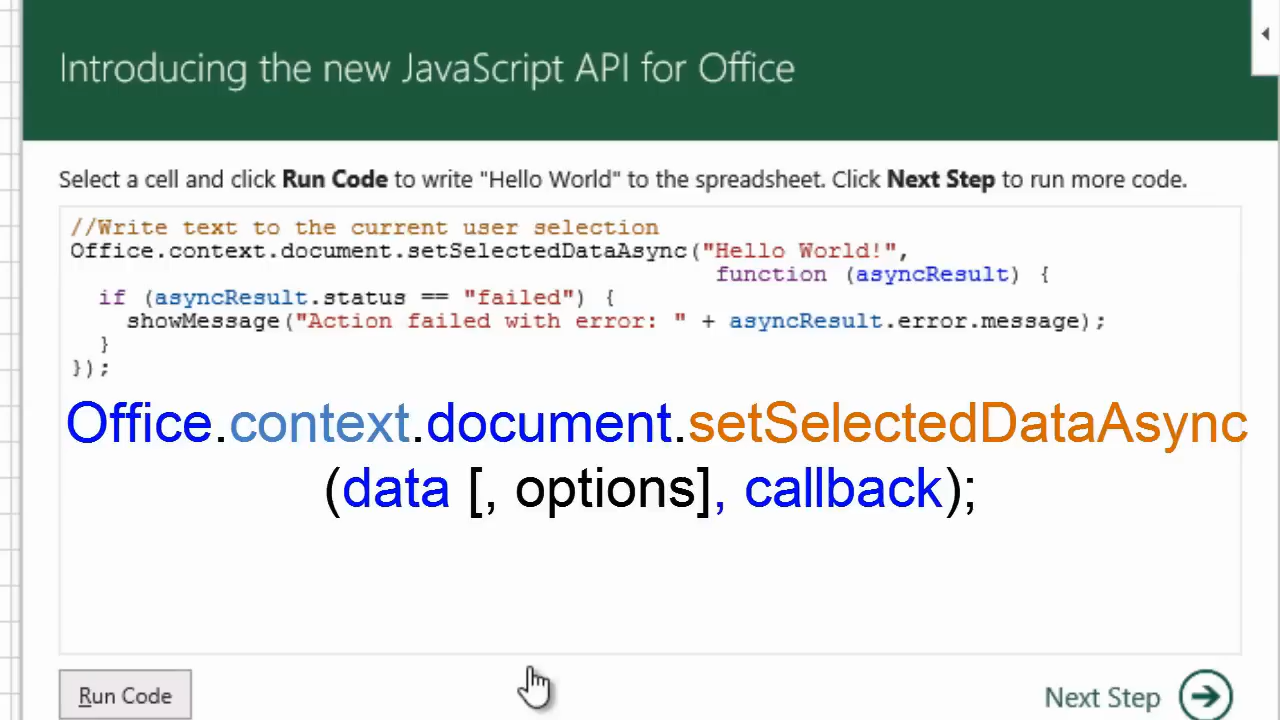 Introducing the new JavaScript API for Office
Select a cell and click Run Code to write "Hello World" to the spreadsheet. Click Next Step to run more code.
//Write text to the current user selection
Office.context.document.setSelectedDataAsync("Hello World!",
function (asyncResult) {
if (asyncResult.status == "failed") {
showMessage("Action failed with error: " + asyncResult.error.message);
}
});
Office.context.document.setSelectedDataAsync
(data [, options], callback);
Run Code
Next Step